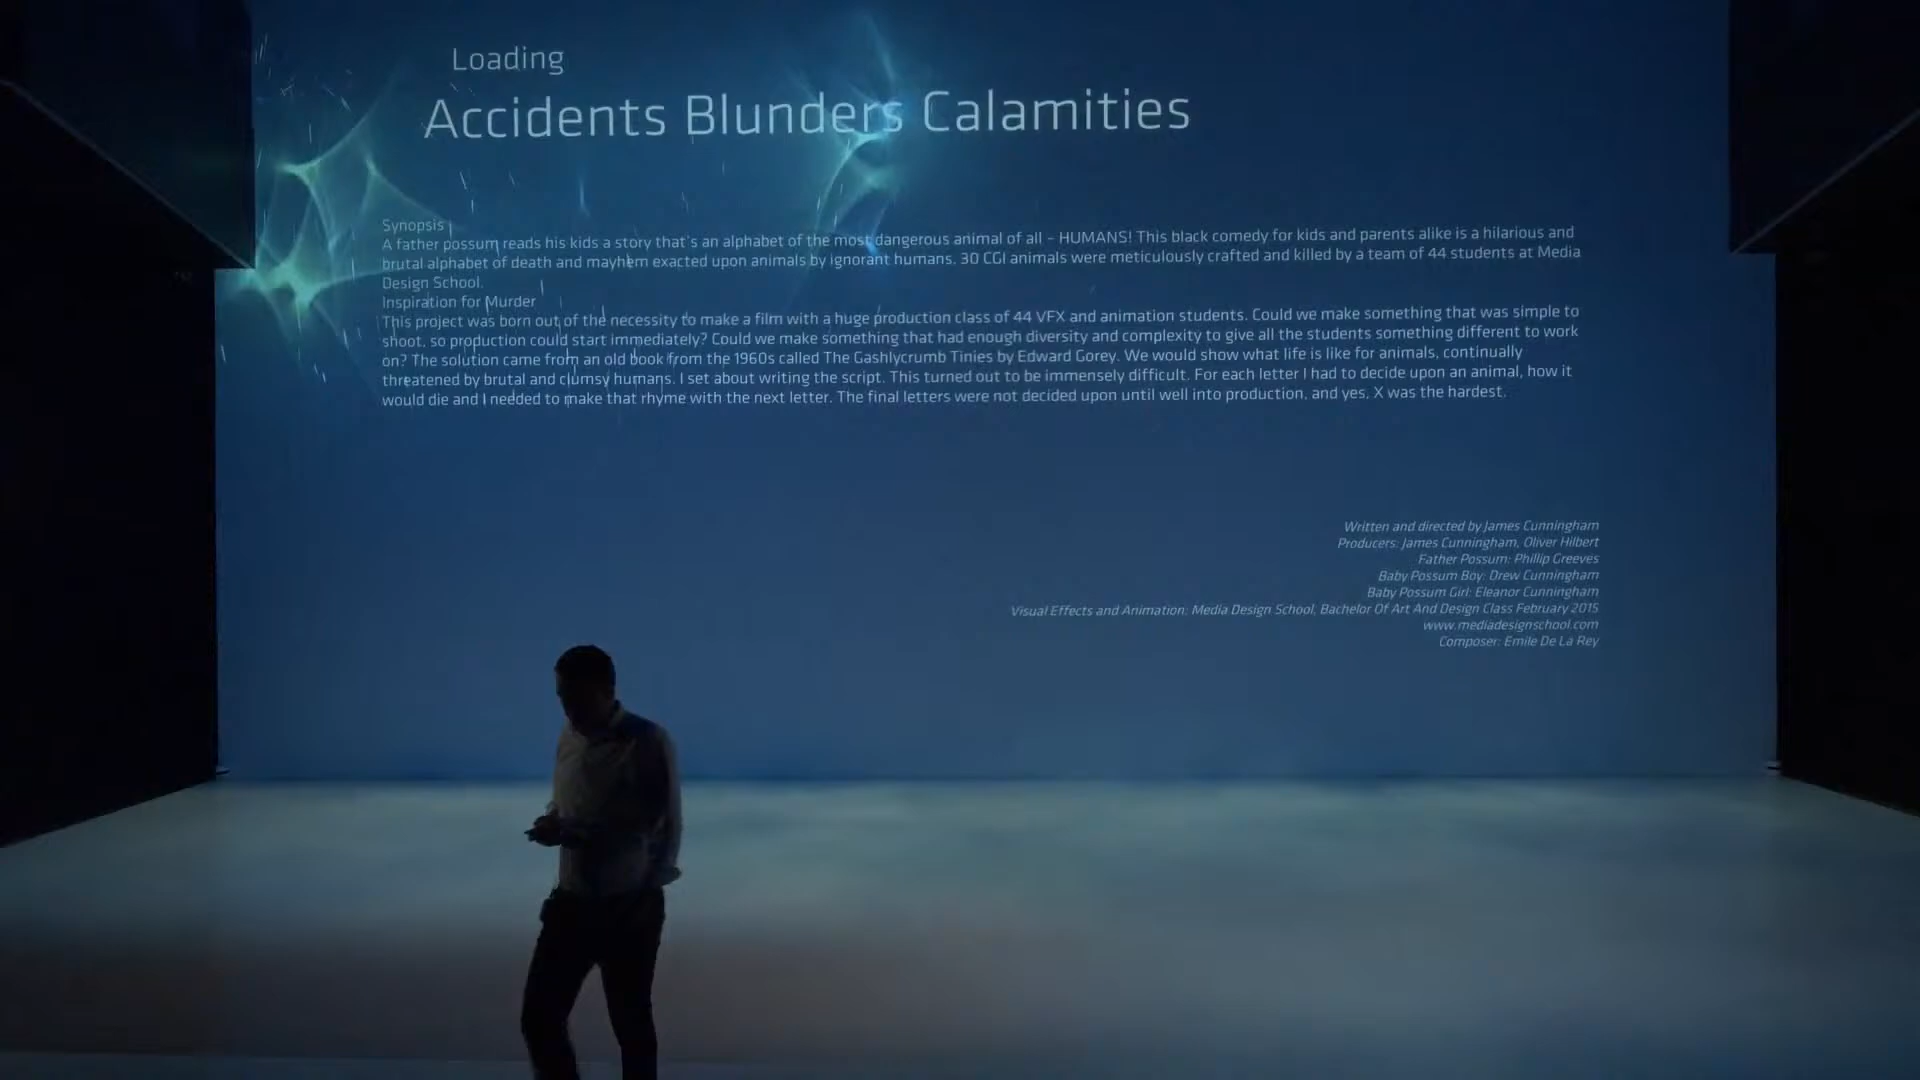 Loading
Accidents Blunders Calamities
Synopsis
A father possum reads his kids a story that's an alphabet of the most dangerous animal of all - HUMANS! This black comedy for kids and parents alike is a hilarious and
brutal alphabet of death and mayhem exacted upon animals by ignorant humans. 30 CGI animals were meticulously crafted and killed by a team of 44 students at Media
Design School.
Inspiration for Murder
This project was born out of the necessity to make a film with a huge production class of 44 VFX and animation students. Could we make something that was simple to
shoot, so production could start immediately? Could we make something that had enough diversity and complexity to give all the students something different to work
on? The solution came from an old book from the 1960s called The Gashlycrumb Tinies by Edward Gorey. We would show what life is like for animals, continually
threatened by brutal and clumsy humans. I set about writing the script. This turned out to be immensely difficult. For each letter I had to decide upon an animal, how it
would die and I needed to make that rhyme with the next letter. The final letters were not decided upon until well into production, and yes, X was the hardest.
Written and directed by James Cunningham
Producers: James Cunningham, Oliver Hilbert
Father Possum: Phillip Greeves
Baby Possum Boy: Drew Cunningham
Baby Possum Girl: Eleanor Cunningham
Visual Effects and Animation: Media Design School, Bachelor Of Art And Design Class February 2015
www.mediadesignschool.com
Composer: Emile De La Rey